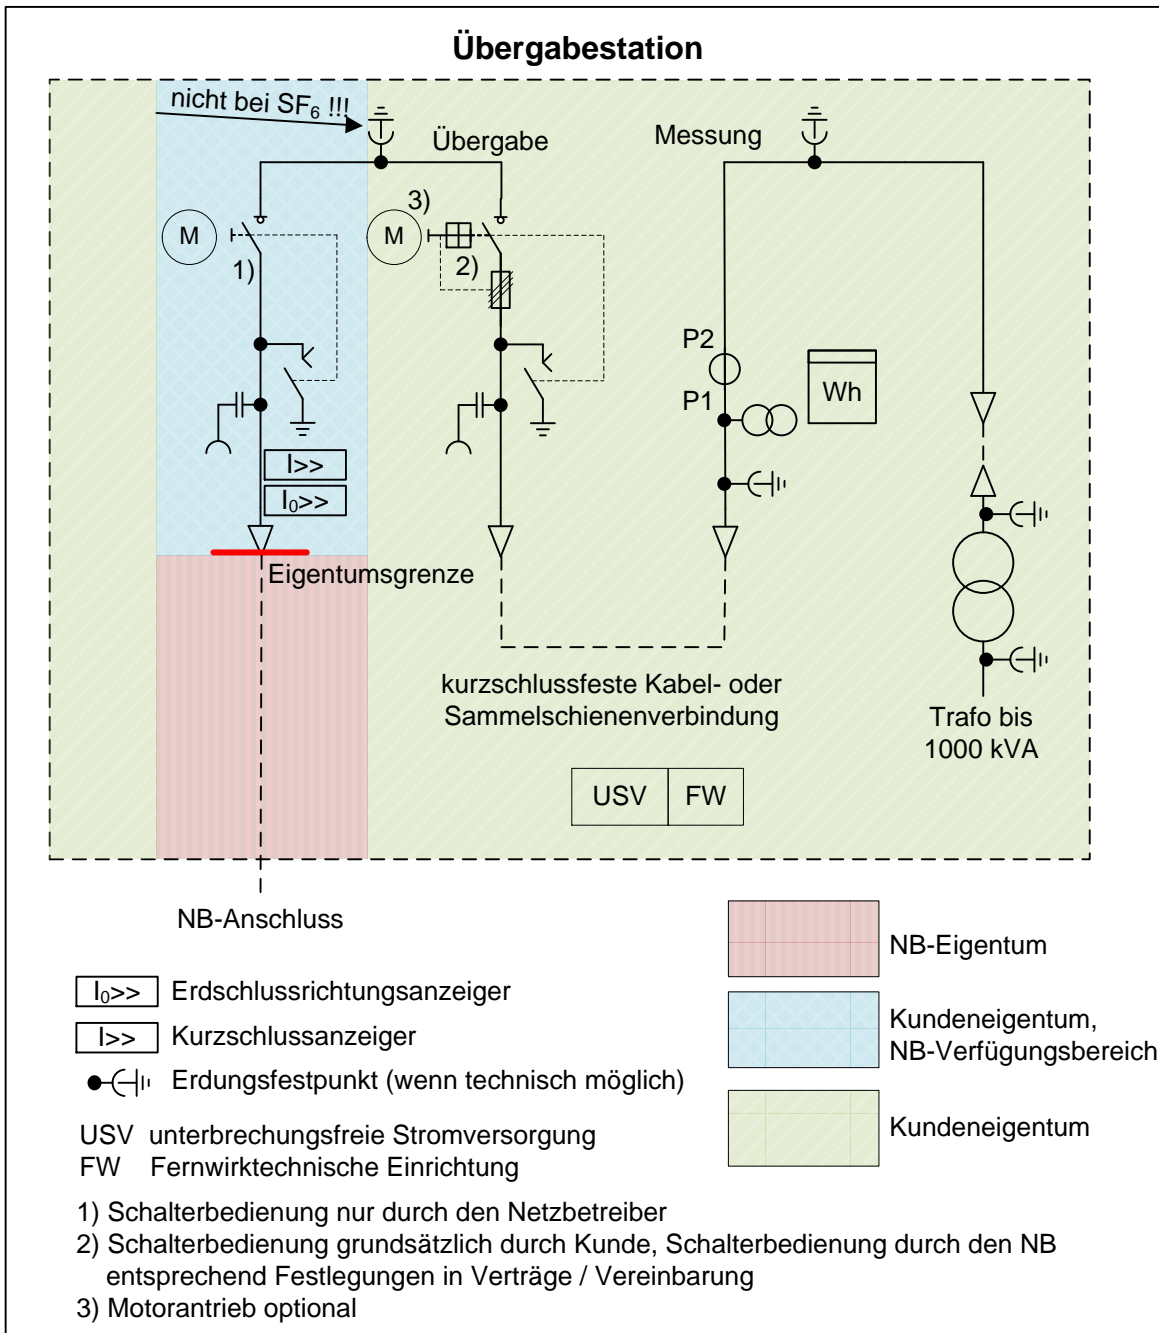 Übergabestation
nicht bei SF₆ !!!
Übergabe
Messung
3)
M
M
1)
2)
P2
P1
Wh
I>>
I₀>>
Eigentumsgrenze
kurzschlussfeste Kabel- oder
Sammelschienenverbindung
Trafo bis
1000 kVA
USV
FW
NB-Anschluss
NB-Eigentum
Kundeneigentum,
NB-Verfügungsbereich
Kundeneigentum
I₀>> Erdschlussrichtungsanzeiger
I>> Kurzschlussanzeiger
Erdungsfestpunkt (wenn technisch möglich)
USV unterbrechungsfreie Stromversorgung
FW Fernwirktechnische Einrichtung
1) Schalterbedienung nur durch den Netzbetreiber
2) Schalterbedienung grundsätzlich durch Kunde, Schalterbedienung durch den NB
entsprechend Festlegungen in Verträge / Vereinbarung
3) Motorantrieb optional